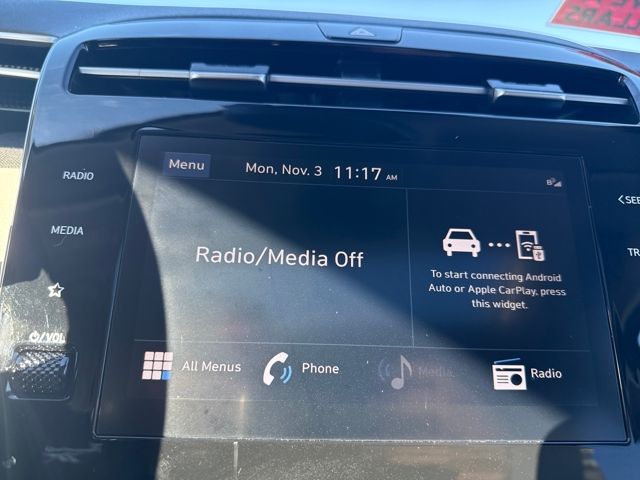 RADIO
MEDIA
⏻/VOL
Menu
Mon, Nov. 3 11:17 AM
Radio/Media Off
To start connecting Android
Auto or Apple CarPlay, press
this widget.
All Menus
Phone
Media
Radio